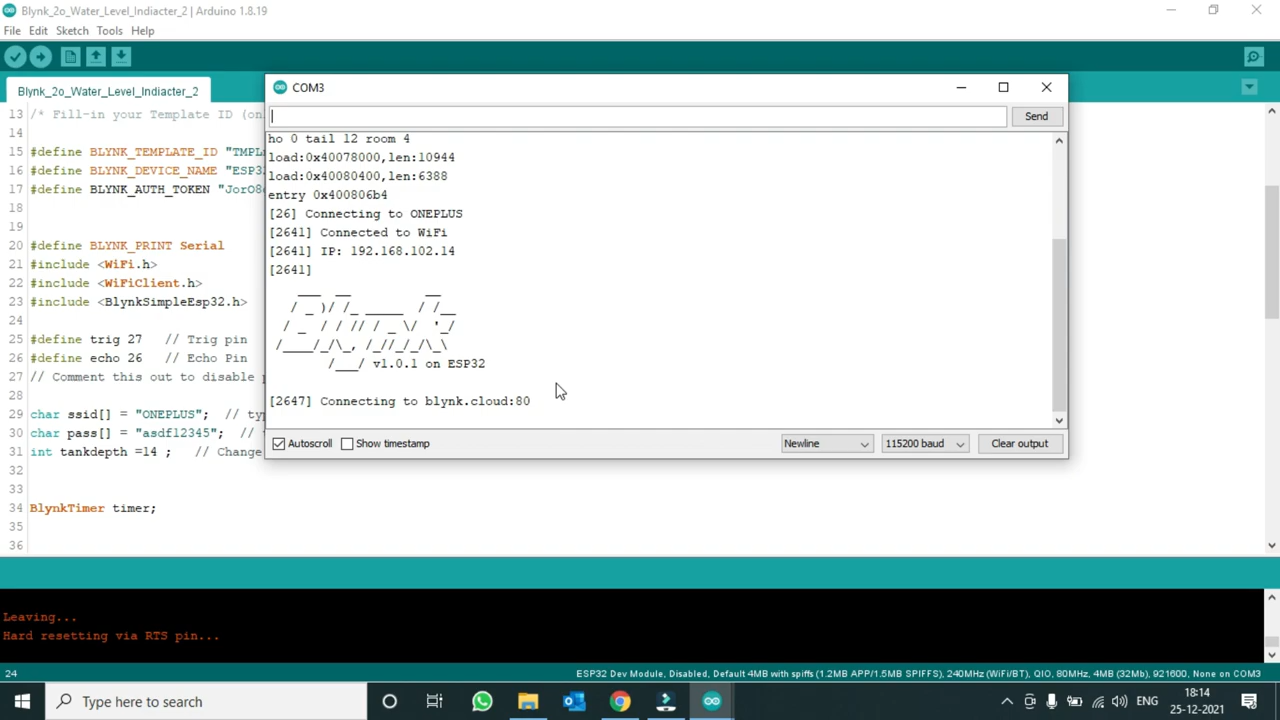 Blynk_2o_Water_Level_Indiacter_2 | Arduino 1.8.19
File Edit Sketch Tools Help
Blynk_2o_Water_Level_Indiacter_2
13 /* Fill-in your Template ID (on
14
15 #define BLYNK_TEMPLATE_ID "TMPL
16 #define BLYNK_DEVICE_NAME "ESP32
17 #define BLYNK_AUTH_TOKEN
18
19
20 #define BLYNK_PRINT Serial
21 #include <WiFi.h>
22 #include <WiFiClient.h>
23 #include <BlynkSimpleEsp32.h>
24
25 #define trig 27 // Trig pin
26 #define echo 26 // Echo Pin
27 // Comment this out to disable p
28
29 char ssid[] = "ONEPLUS"; // ty
30 char pass[] = "asdf12345"; //
31 int tankdepth =14 ; // Change
32
33
34 BlynkTimer timer;
35
36
COM3
Send
ho 0 tail 12 room 4
load:0x40078000,len:10944
load:0x40080400,len:6388
entry 0x400806b4
[26] Connecting to ONEPLUS
[2641] Connected to WiFi
[2641] IP: 192.168.102.14
[2641]
Blynk
v1.0.1 on ESP32
[2647] Connecting to blynk.cloud:80
Autoscroll Show timestamp Newline 115200 baud Clear output
Leaving...
Hard resetting via RTS pin...
24 ESP32 Dev Module, Disabled, Default 4MB with spiffs (1.2MB APP/1.5MB SPIFFS), 240MHz (WiFi/BT), QIO, 80MHz, 4MB (32Mb), 921600, None on COM3
Type here to search
ENG
18:14
25-12-2021